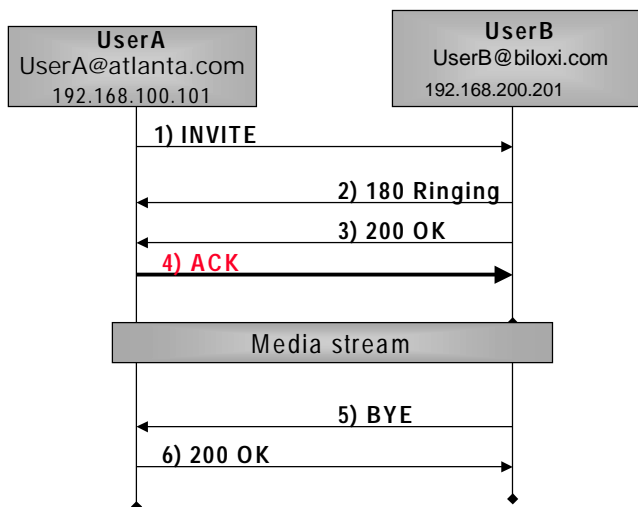 UserA
UserA@atlanta.com
192.168.100.101
UserB
UserB@biloxi.com
192.168.200.201
1) INVITE
2) 180 Ringing
3) 200 OK
4) ACK
Media stream
5) BYE
6) 200 OK